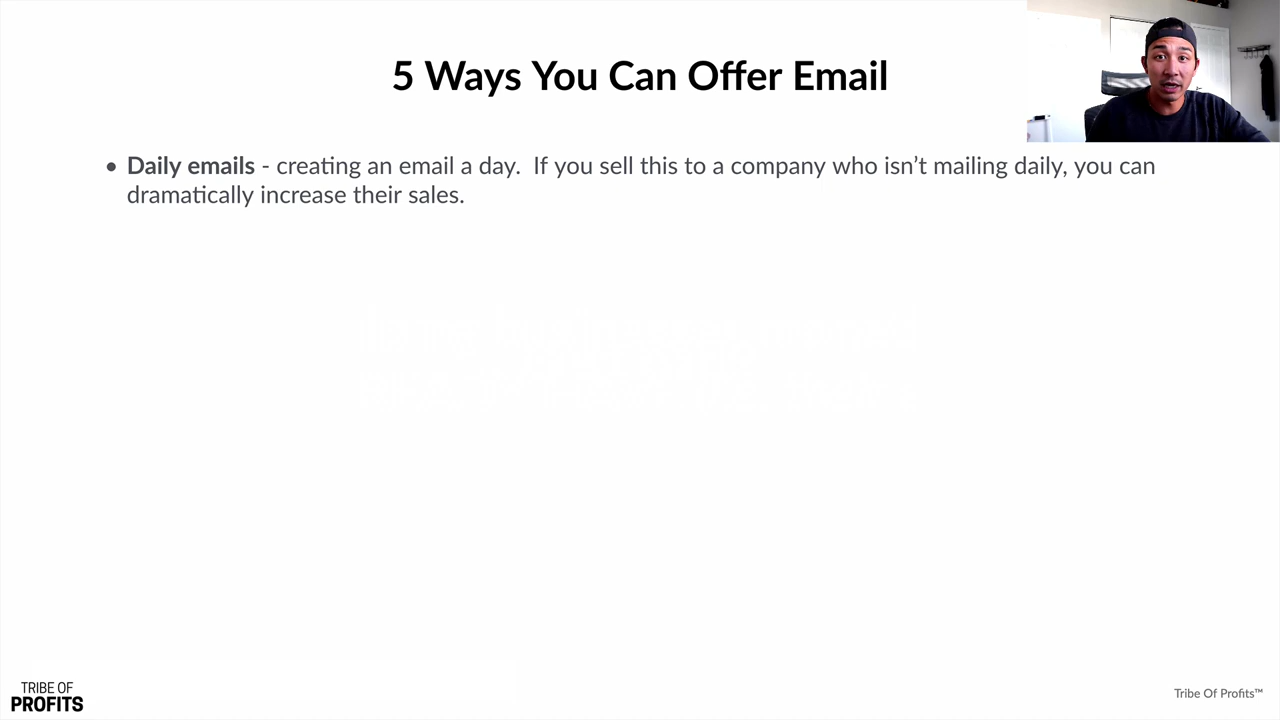 5 Ways You Can Offer Email
• Daily emails - creating an email a day.  If you sell this to a company who isn’t mailing daily, you can
dramatically increase their sales.
TRIBE OF
PROFITS
Tribe Of Profits™